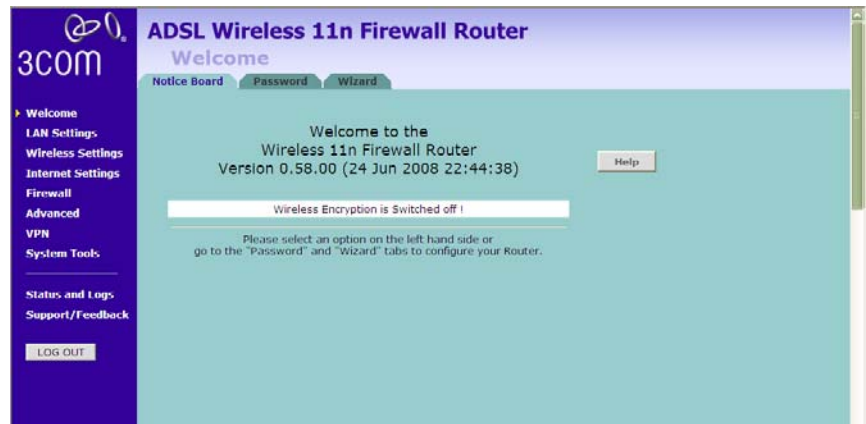 3COM
ADSL Wireless 11n Firewall Router
Welcome
Notice Board
Password
Wizard
Welcome
LAN Settings
Wireless Settings
Internet Settings
Firewall
Advanced
VPN
System Tools
Status and Logs
Support/Feedback
LOG OUT
Welcome to the
Wireless 11n Firewall Router
Version 0.58.00 (24 Jun 2008 22:44:38)
Help
Wireless Encryption is Switched off !
Please select an option on the left hand side or
go to the "Password" and "Wizard" tabs to configure your Router.